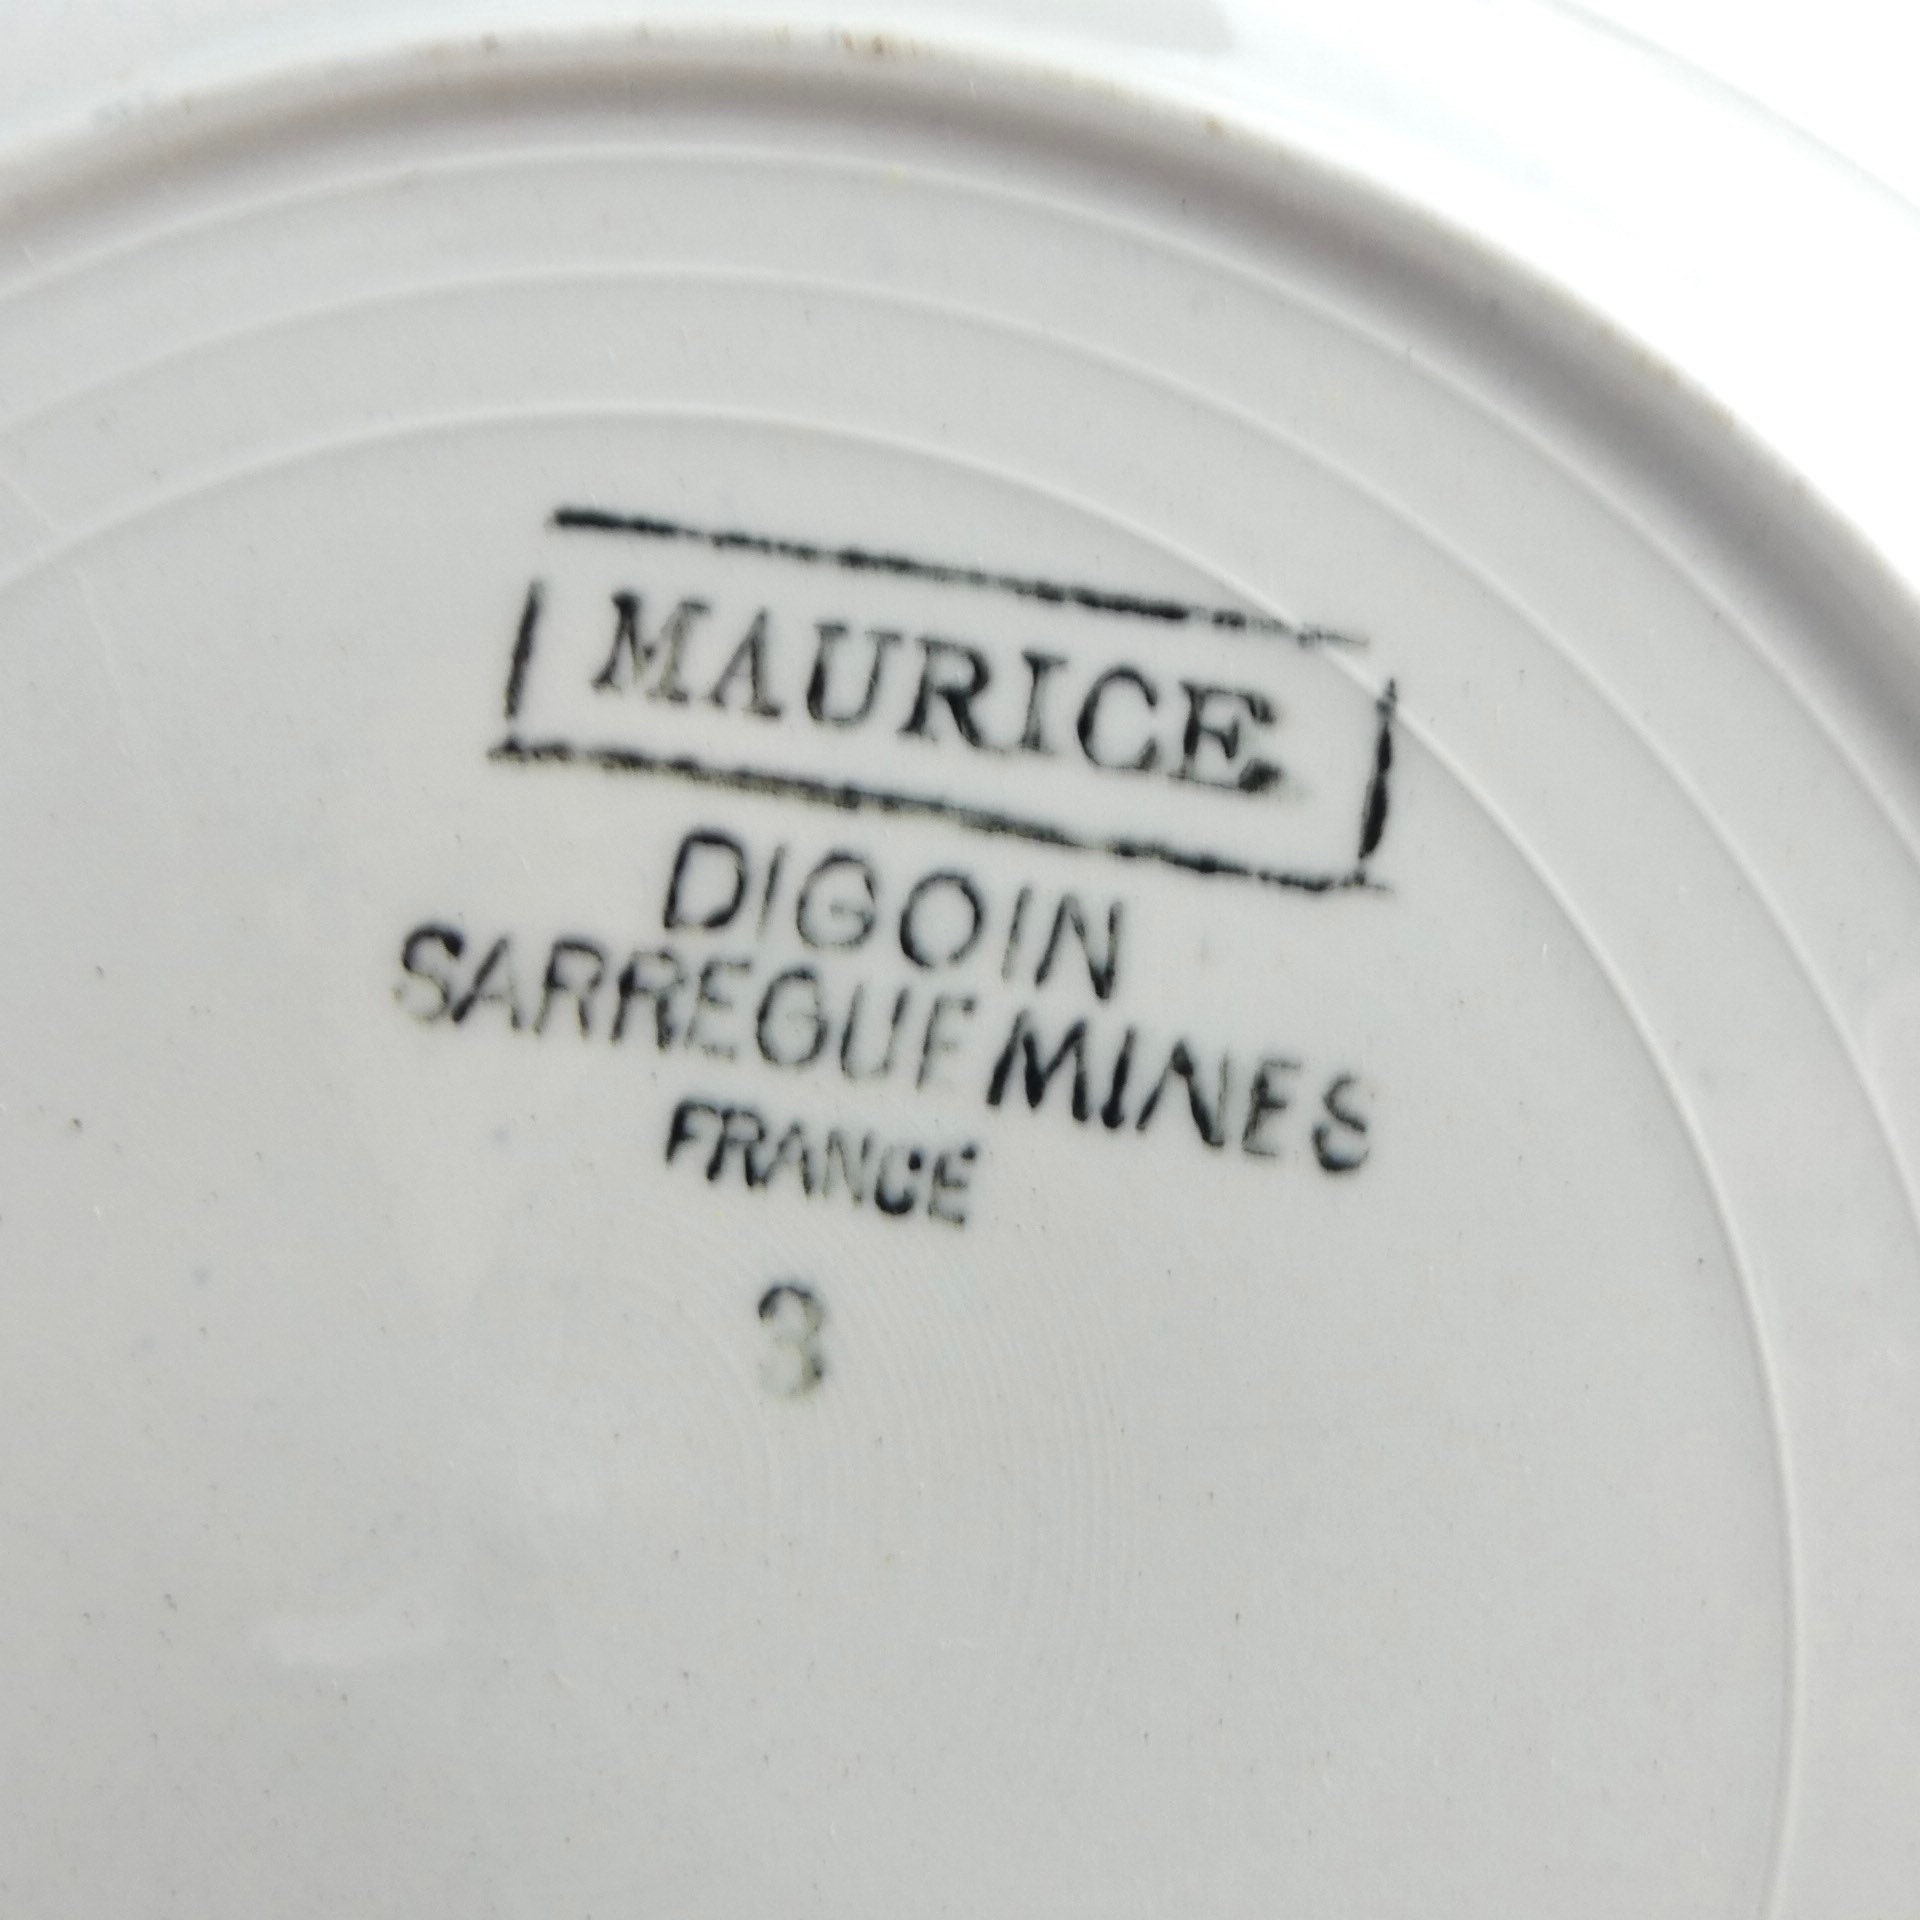 MAURICE
DIGOIN
SARREGUEMINES
FRANCE
3